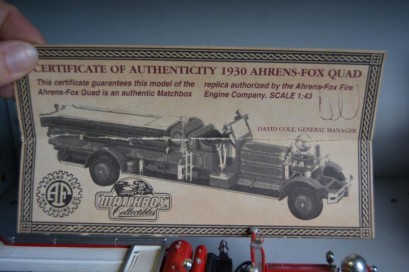 CERTIFICATE OF AUTHENTICITY 1930 AHRENS-FOX QUAD
This certificate guarantees this model of the
Ahrens-Fox Quad is an authentic Matchbox
replica authorized by the Ahrens-Fox Fire
Engine Company. SCALE 1:43
DAVID COLE, GENERAL MANAGER
MATCHBOX
Collectibles